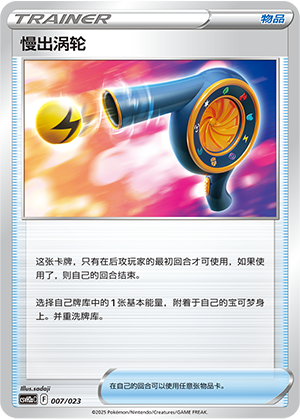 TRAINER
物品
慢出涡轮
这张卡牌，只有在后攻玩家的最初回合才可使用，如果使
用了，则自己的回合结束。
选择自己牌库中的1张基本能量，附着于自己的宝可梦身
上。并重洗牌库。
Illus.sadaji
F
007/023
在自己的回合可以使用任意张物品卡。
©2025 Pokémon/Nintendo/Creatures/GAME FREAK.